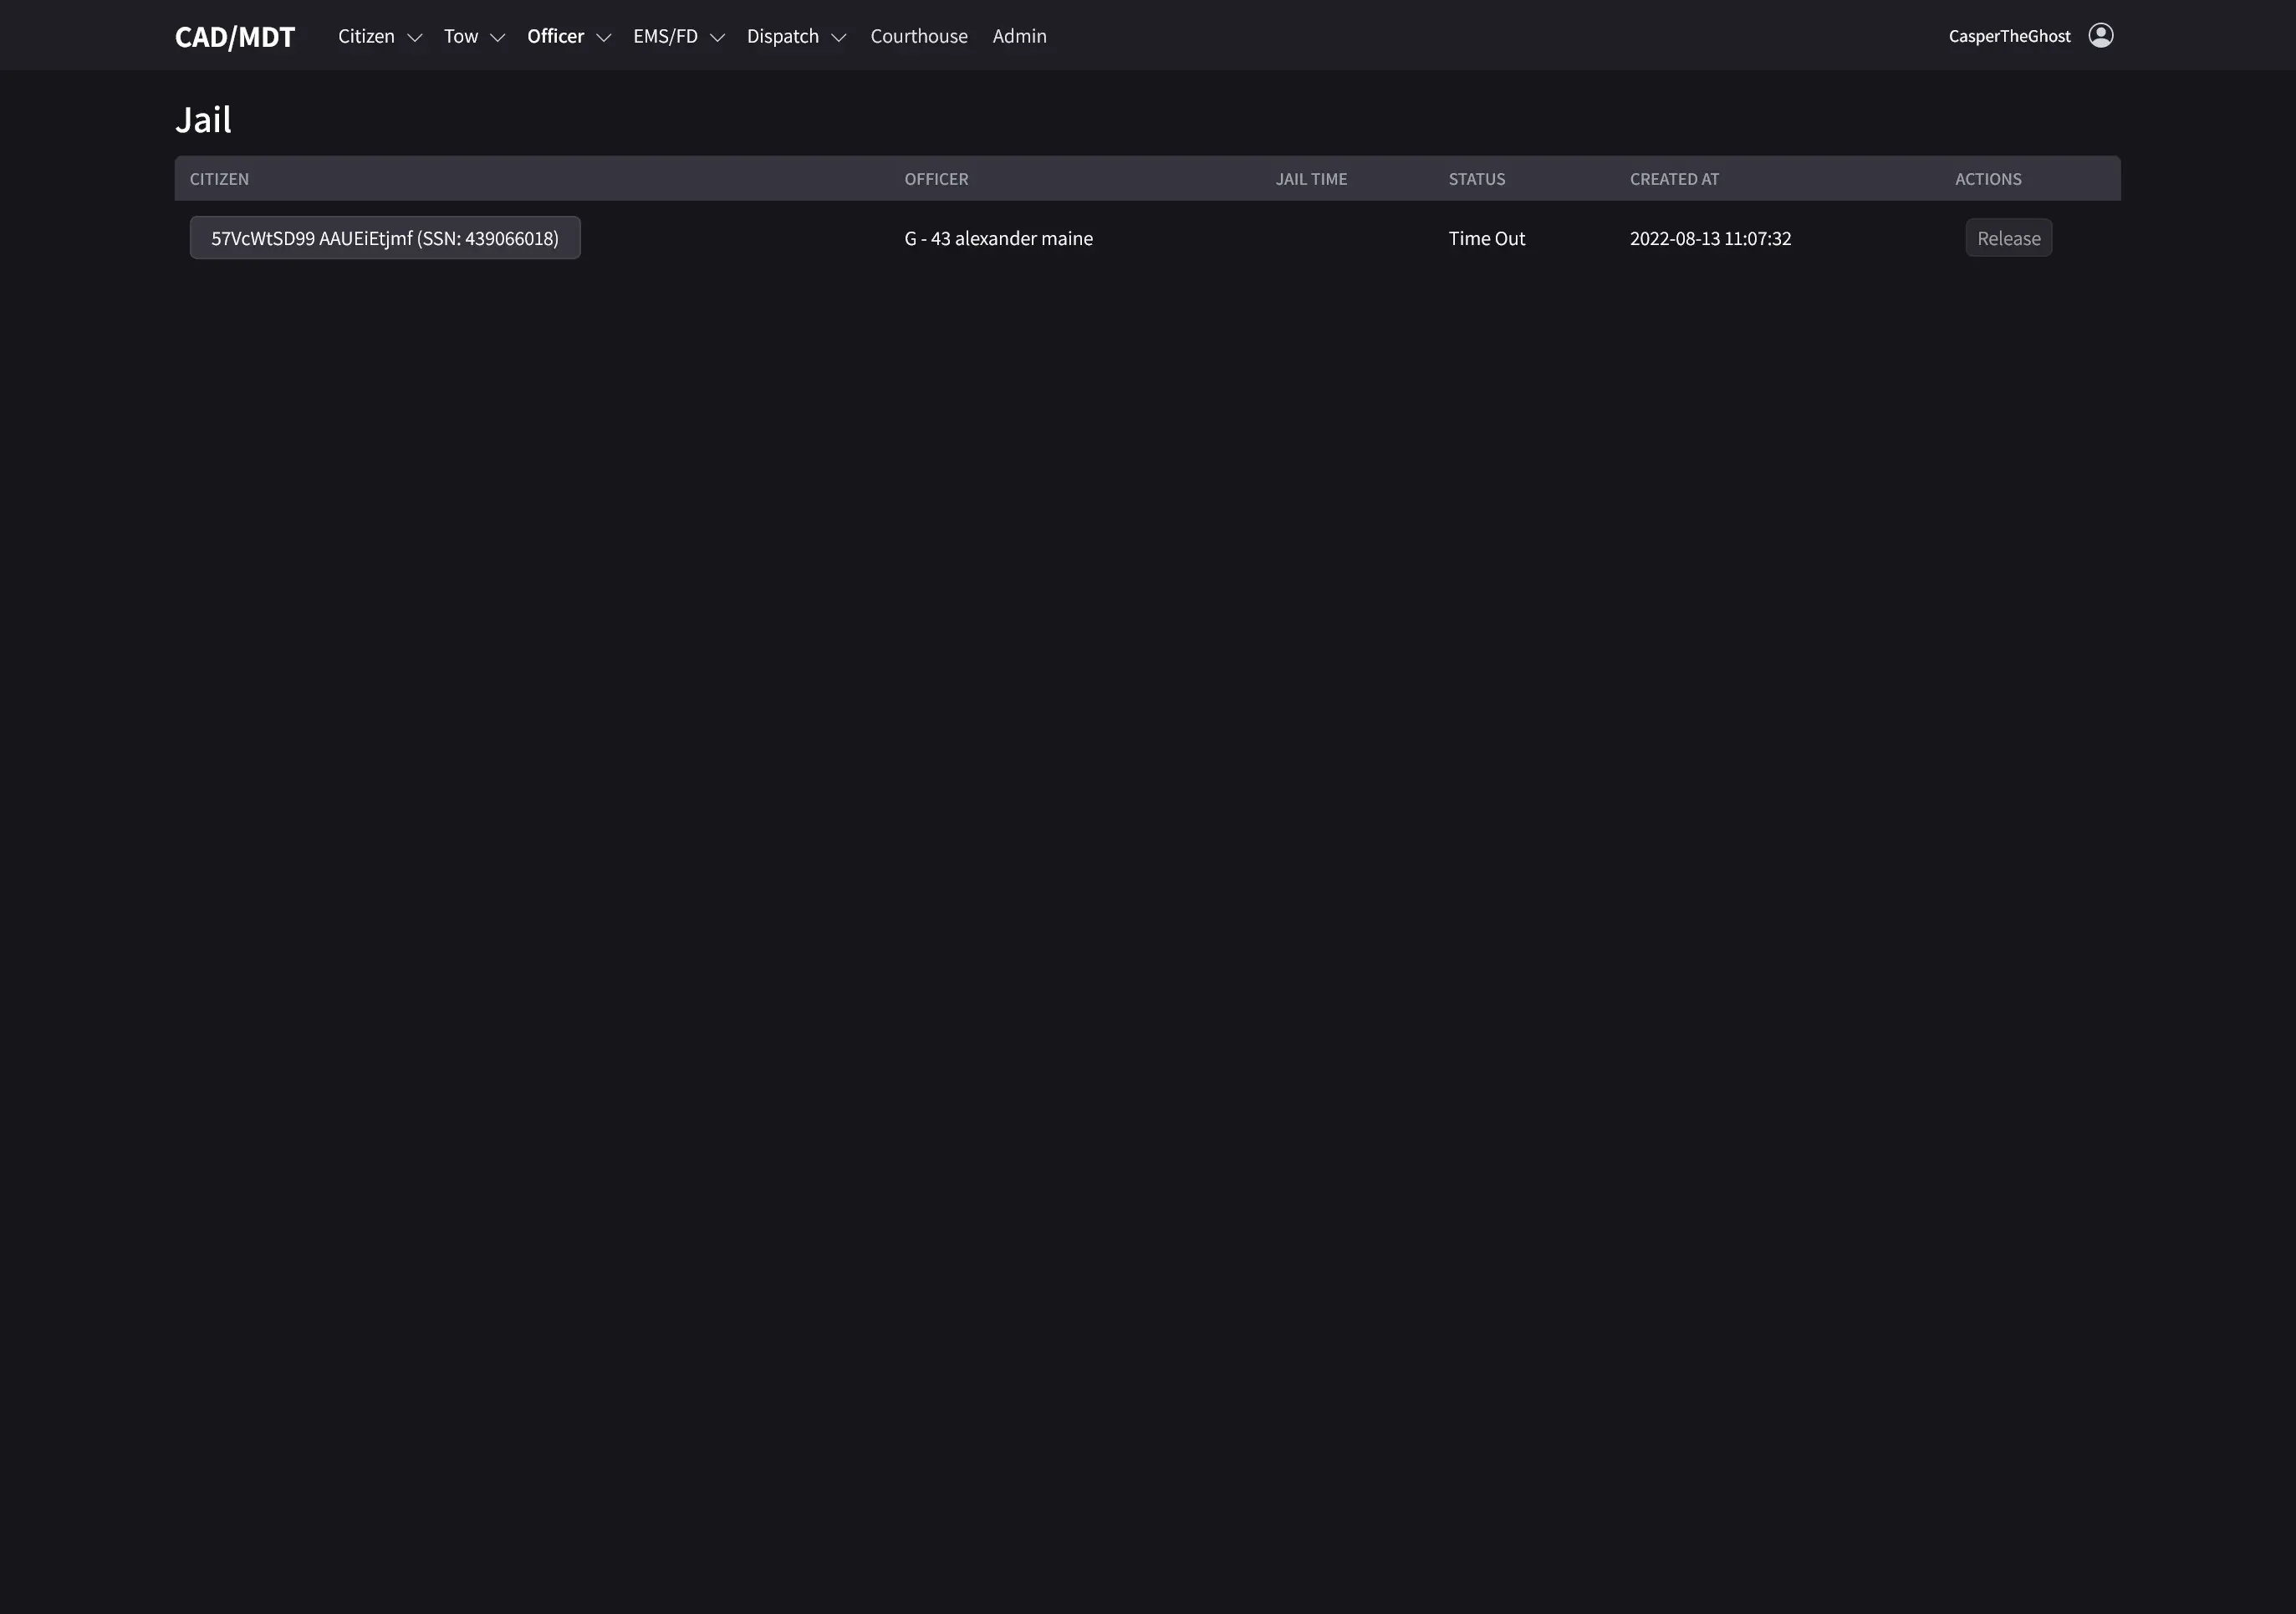 CAD/MDT Citizen Tow Officer EMS/FD Dispatch Courthouse Admin CasperTheGhost
Jail
CITIZEN OFFICER JAIL TIME STATUS CREATED AT ACTIONS
57VcWtSD99 AAUEiEtjmf (SSN: 439066018) G - 43 alexander maine Time Out 2022-08-13 11:07:32 Release